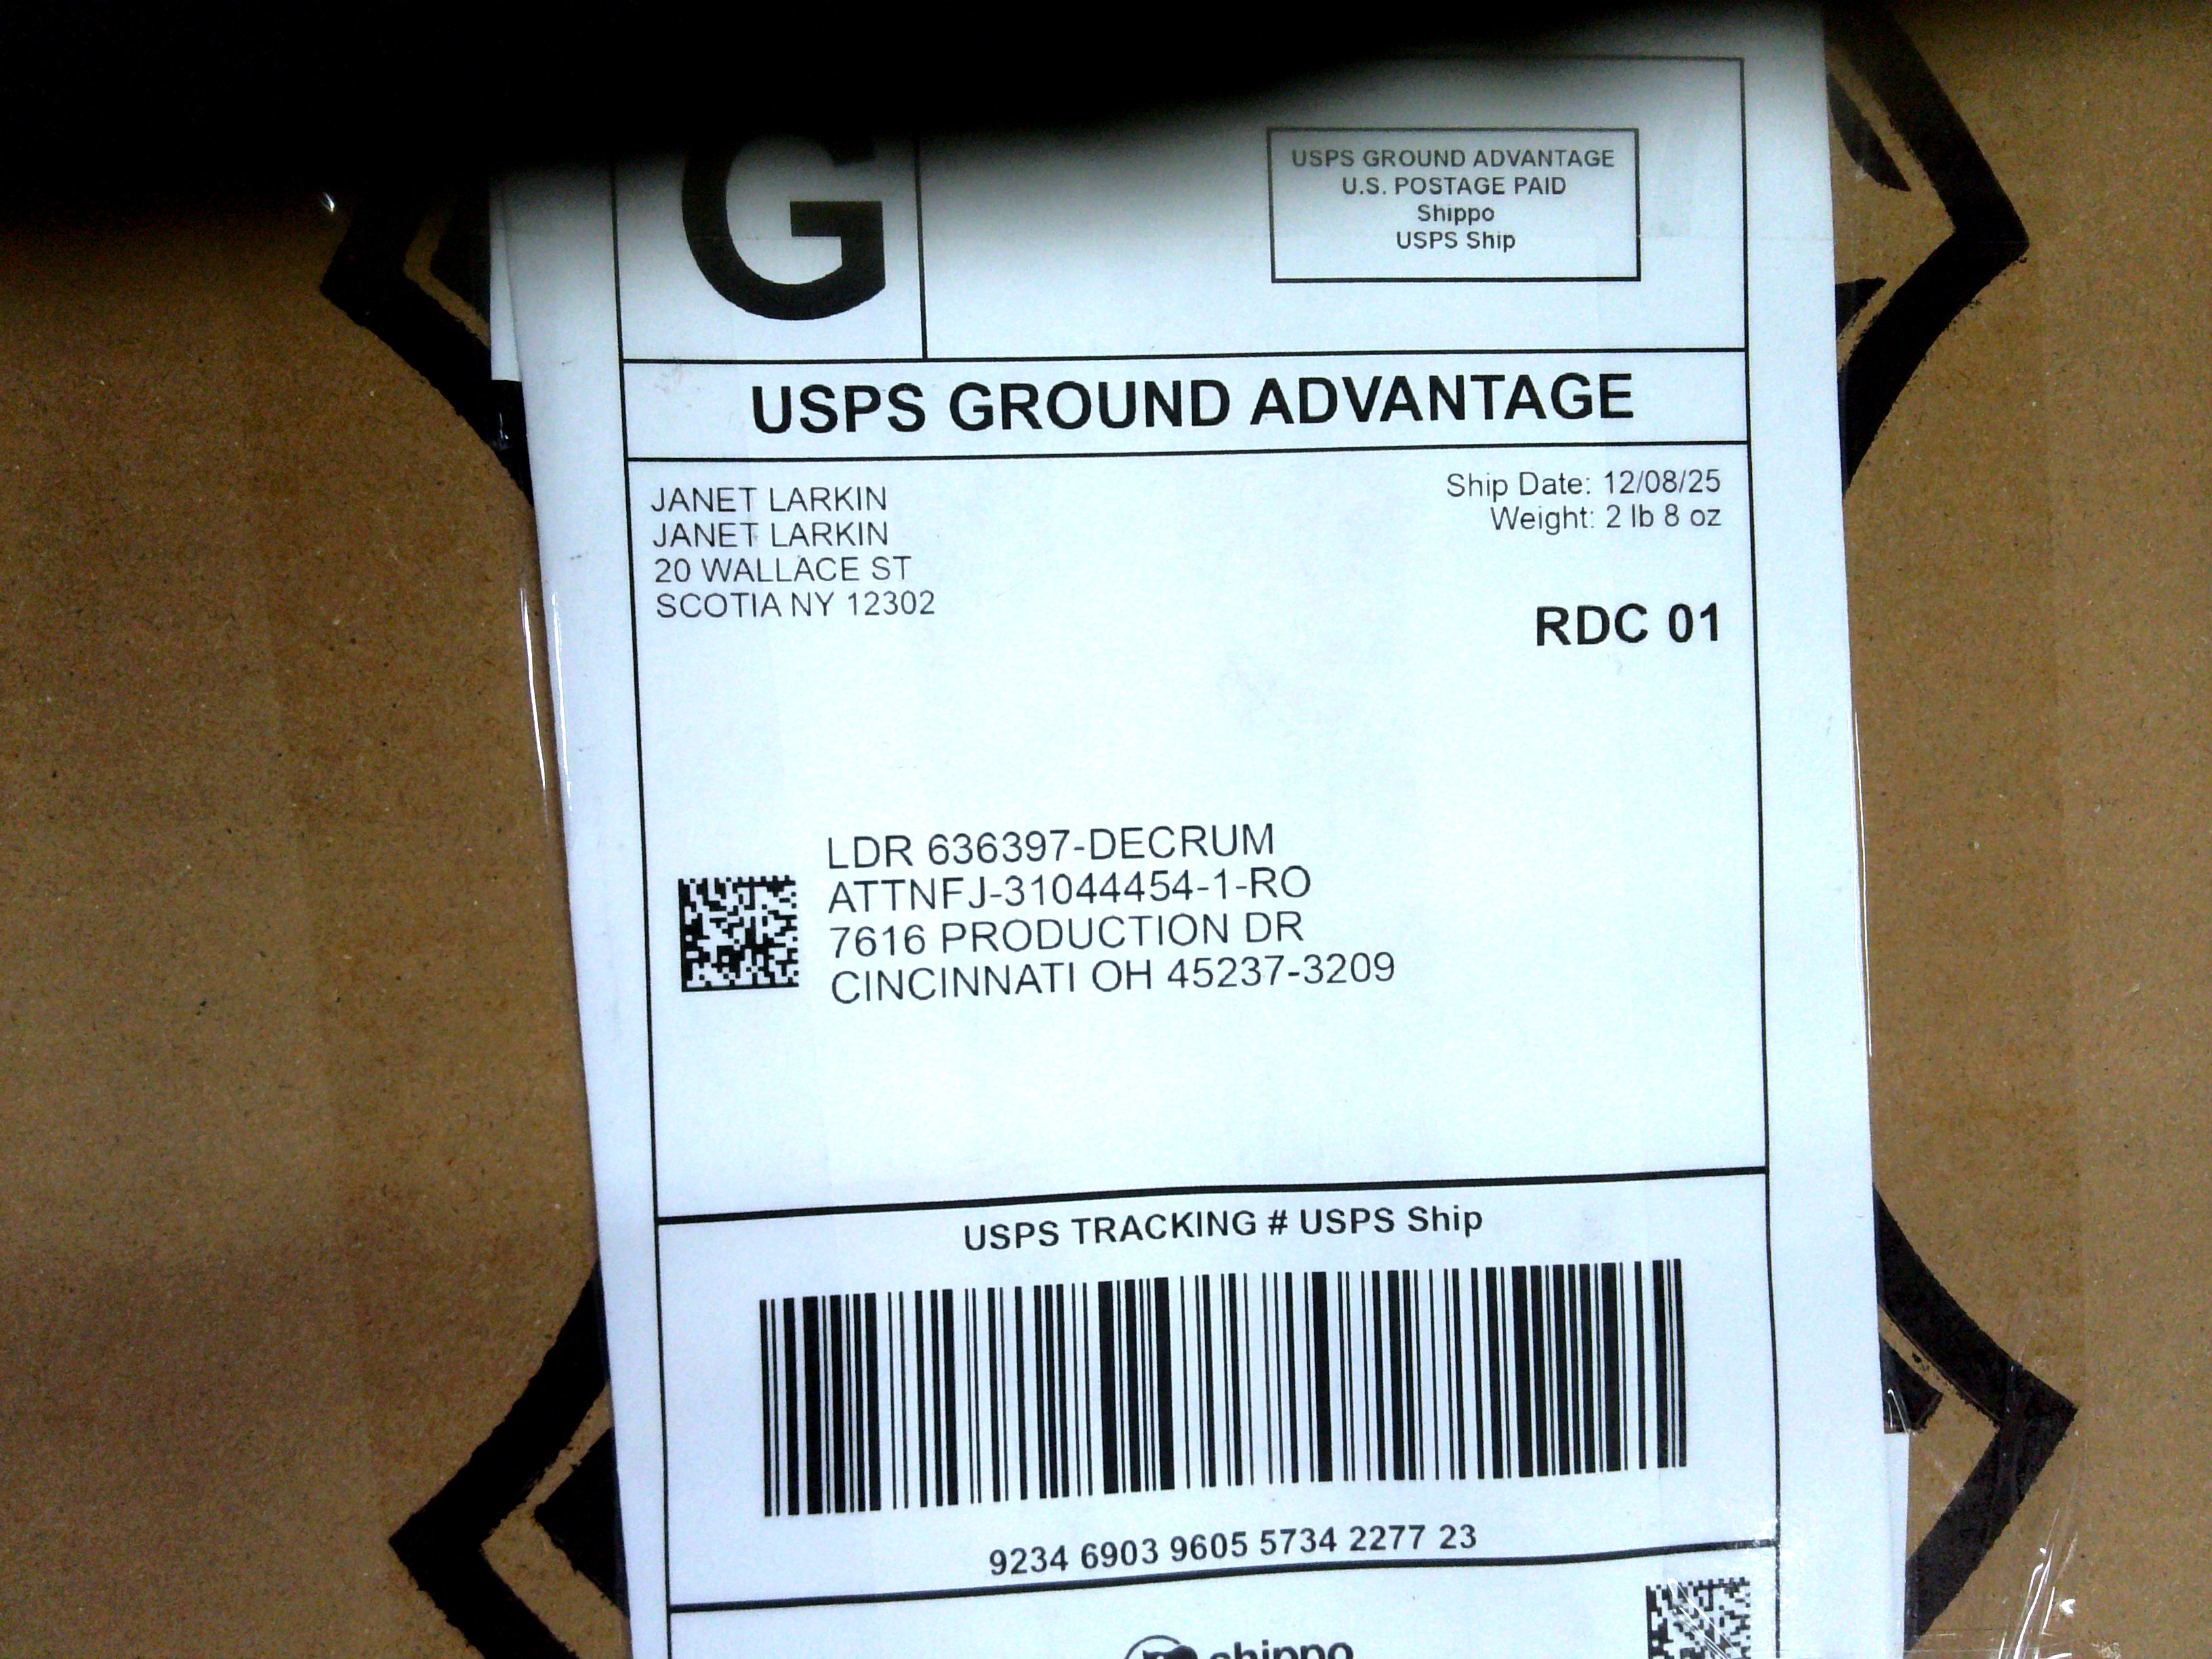 G
USPS GROUND ADVANTAGE
U.S. POSTAGE PAID
Shippo
USPS Ship
USPS GROUND ADVANTAGE
JANET LARKIN
JANET LARKIN
20 WALLACE ST
SCOTIA NY 12302
Ship Date: 12/08/25
Weight: 2 lb 8 oz
RDC 01
LDR 636397-DECRUM
ATTNFJ-31044454-1-RO
7616 PRODUCTION DR
CINCINNATI OH 45237-3209
USPS TRACKING # USPS Ship
9234 6903 9605 5734 2277 23
shippo